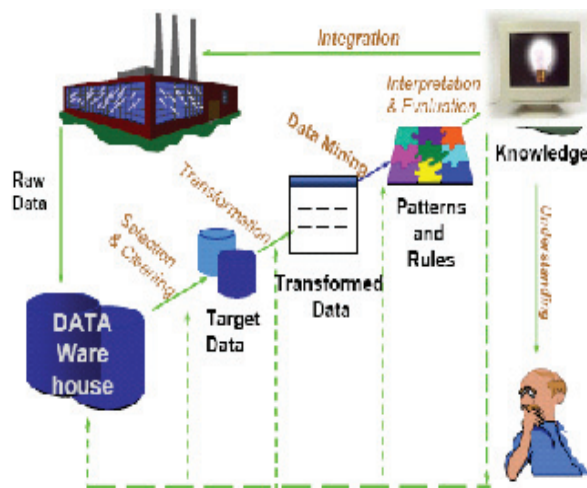 Integration
Interpretation
& Evaluation
Knowledge
Data Mining
Raw
Data
Transformation
Selection
& Cleaning
Patterns
and
Rules
Understanding
Transformed
Data
Target
Data
DATA
Ware
house